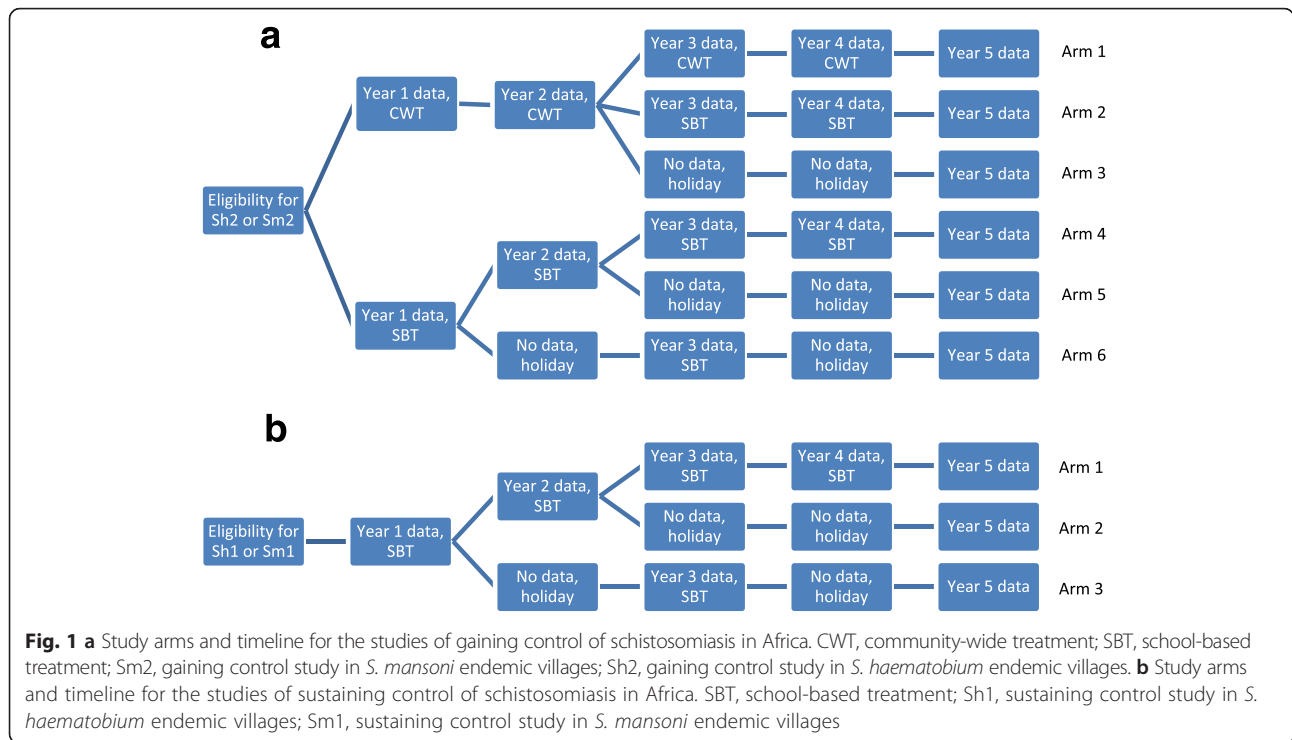 a
Year 3 data,
CWT
Year 4 data,
CWT
Year 5 data
Arm 1
Year 1 data,
CWT
Year 2 data,
CWT
Year 3 data,
SBT
Year 4 data,
SBT
Year 5 data
Arm 2
No data,
holiday
No data,
holiday
Year 5 data
Arm 3
Eligibility for
Sh2 or Sm2
Year 3 data,
SBT
Year 4 data,
SBT
Year 5 data
Arm 4
Year 2 data,
SBT
No data,
holiday
No data,
holiday
Year 5 data
Arm 5
Year 1 data,
SBT
No data,
holiday
Year 3 data,
SBT
No data,
holiday
Year 5 data
Arm 6
b
Year 3 data,
SBT
Year 4 data,
SBT
Year 5 data
Arm 1
Year 2 data,
SBT
Eligibility for
Sh1 or Sm1
Year 1 data,
SBT
No data,
holiday
No data,
holiday
Year 5 data
Arm 2
No data,
holiday
Year 3 data,
SBT
No data,
holiday
Year 5 data
Arm 3
Fig. 1 a Study arms and timeline for the studies of gaining control of schistosomiasis in Africa. CWT, community-wide treatment; SBT, school-based
treatment; Sm2, gaining control study in S. mansoni endemic villages; Sh2, gaining control study in S. haematobium endemic villages. b Study arms
and timeline for the studies of sustaining control of schistosomiasis in Africa. SBT, school-based treatment; Sh1, sustaining control study in S.
haematobium endemic villages; Sm1, sustaining control study in S. mansoni endemic villages